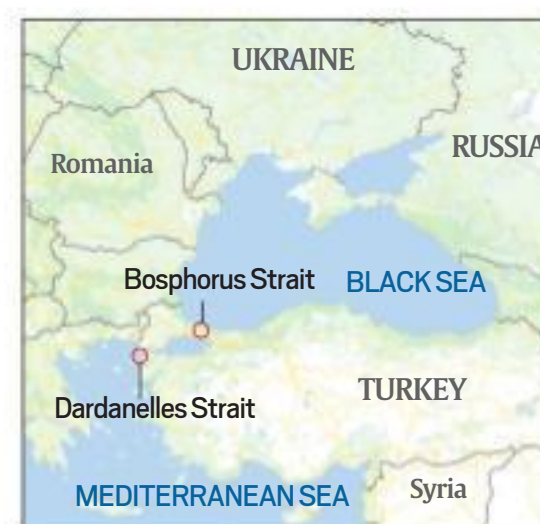 UKRAINE
RUSSIA
Romania
Bosphorus Strait
BLACK SEA
TURKEY
Dardanelles Strait
Syria
MEDITERRANEAN SEA